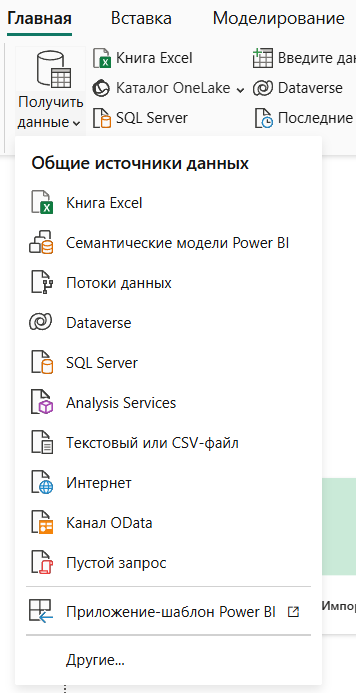 Главная Вставка Моделирование
Книга Excel Введите
Получить Каталог OneLake Dataverse
данные SQL Server Последние
Общие источники данных
Книга Excel
Семантические модели Power BI
Потоки данных
Dataverse
SQL Server
Analysis Services
Текстовый или CSV-файл
Интернет
Канал OData
Пустой запрос
Приложение-шаблон Power BI
Другие...